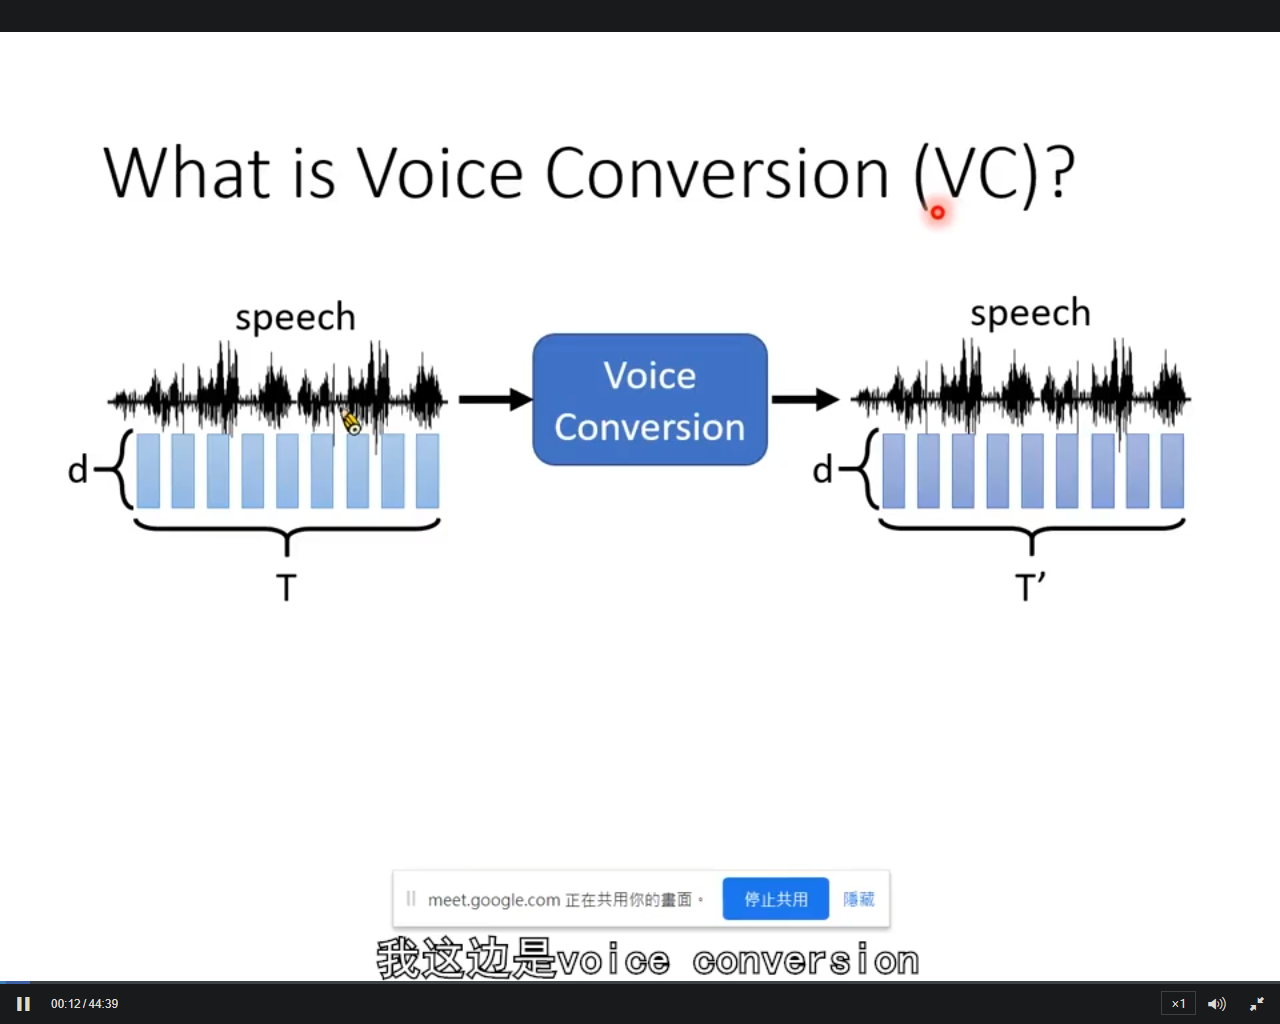 What is Voice Conversion (VC)?
speech
speech
Voice
Conversion
d
d
T
T’
meet.google.com 正在共用你的畫面。 停止共用 隱藏
我这边是voice conversion
00:12/44:39
×1